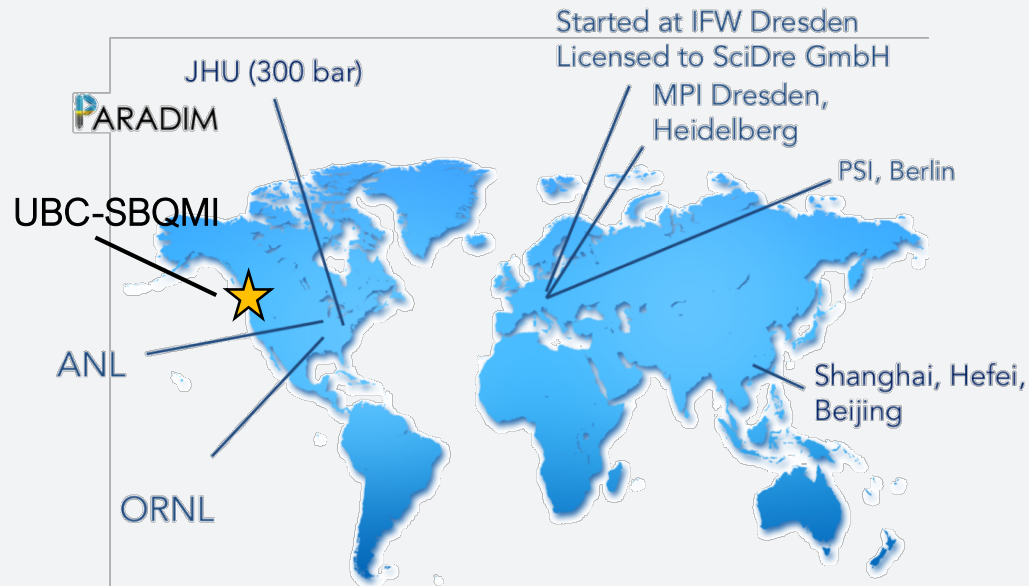 Started at IFW Dresden
Licensed to SciDre GmbH
JHU (300 bar)
MPI Dresden,
Heidelberg
PARADIM
PSI, Berlin
UBC-SBQMI
ANL
Shanghai, Hefei,
Beijing
ORNL